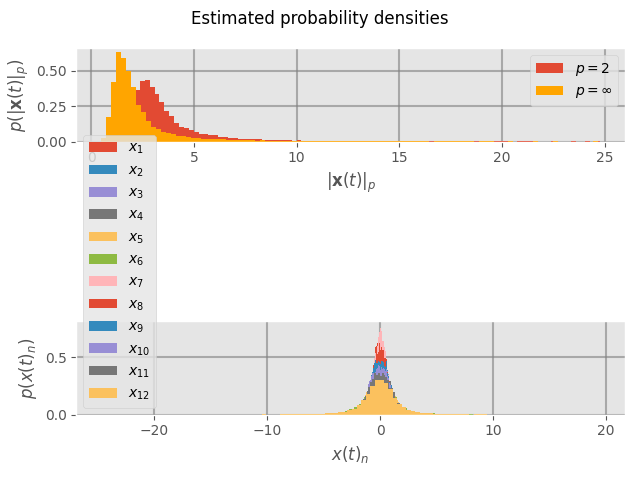 Estimated probability densities
p(|x(t)|ₚ)
0.50
0.25
0.00
p = 2
p = ∞
0 5 10 15 20 25
|x(t)|ₚ
x₁
x₂
x₃
x₄
x₅
x₆
x₇
x₈
x₉
x₁₀
x₁₁
x₁₂
p(x(t)ₙ)
0.5
0.0
−20 −10 0 10 20
x(t)ₙ